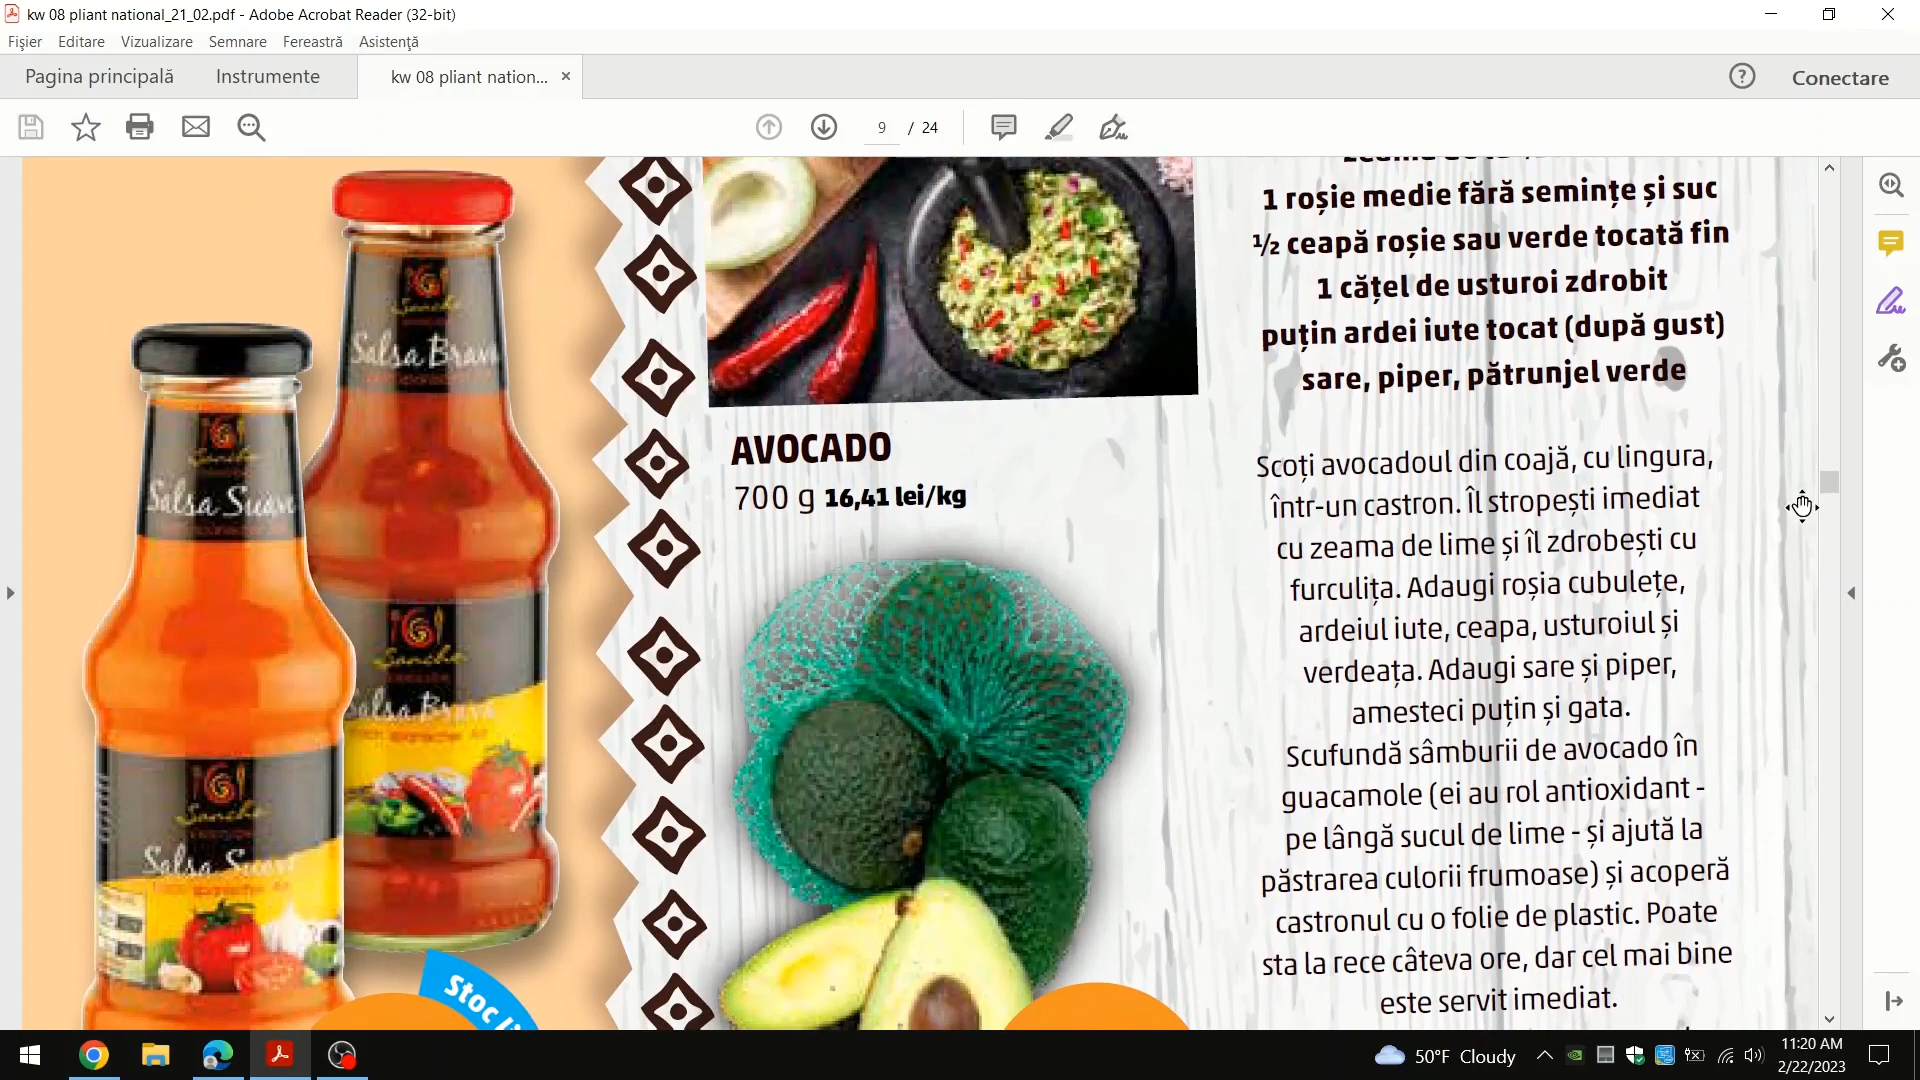 kw 08 pliant national_21_02.pdf - Adobe Acrobat Reader (32-bit)
Fișier Editare Vizualizare Semnare Fereastră Asistență
Pagina principală Instrumente kw 08 pliant nation... × Conectare
9 / 24
1 roșie medie fără semințe și suc
½ ceapă roșie sau verde tocată fin
1 cățel de usturoi zdrobit
puțin ardei iute tocat (după gust)
sare, piper, pătrunjel verde
Sancho
Salsa Brava
Sancho
Salsa Suave
Sancho
Salsa Brava
Sancho
Salsa Suave
Stoc
AVOCADO
700 g 16,41 lei/kg
Scoți avocadoul din coajă, cu lingura,
într-un castron. Îl stropești imediat
cu zeama de lime și îl zdrobești cu
furculița. Adaugi roșia cubulețe,
ardeiul iute, ceapa, usturoiul și
verdeața. Adaugi sare și piper,
amesteci puțin și gata.
Scufundă sâmburii de avocado în
guacamole (ei au rol antioxidant -
pe lângă sucul de lime - și ajută la
păstrarea culorii frumoase) și acoperă
castronul cu o folie de plastic. Poate
sta la rece câteva ore, dar cel mai bine
este servit imediat.
50°F Cloudy
11:20 AM
2/22/2023